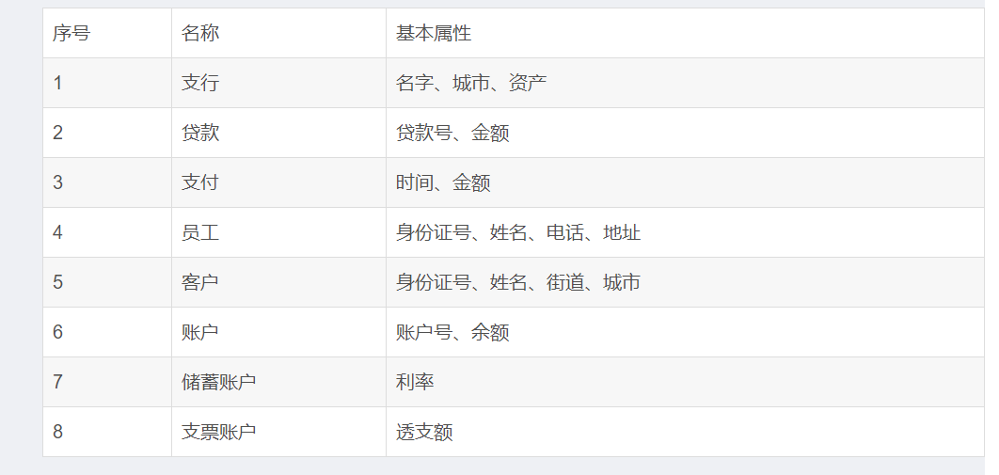 序号 名称 基本属性
1 支行 名字、城市、资产
2 贷款 贷款号、金额
3 支付 时间、金额
4 员工 身份证号、姓名、电话、地址
5 客户 身份证号、姓名、街道、城市
6 账户 账户号、余额
7 储蓄账户 利率
8 支票账户 透支额